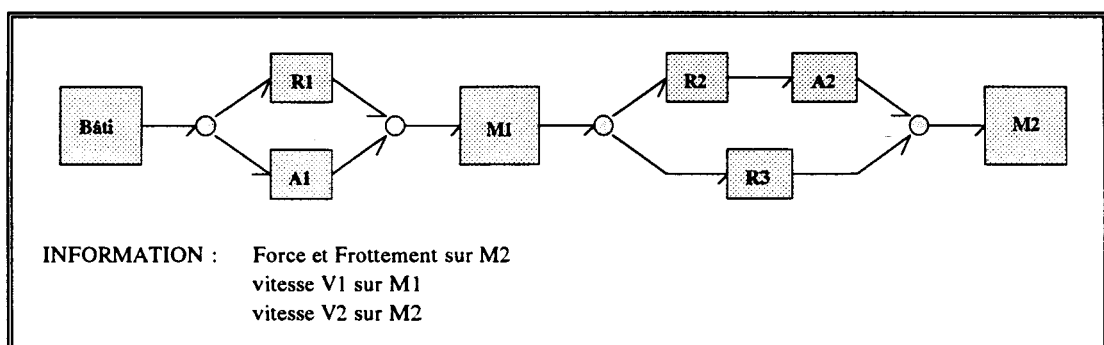 R1
R2
A2
Bâti
M1
M2
A1
R3
INFORMATION : Force et Frottement sur M2
vitesse V1 sur M1
vitesse V2 sur M2